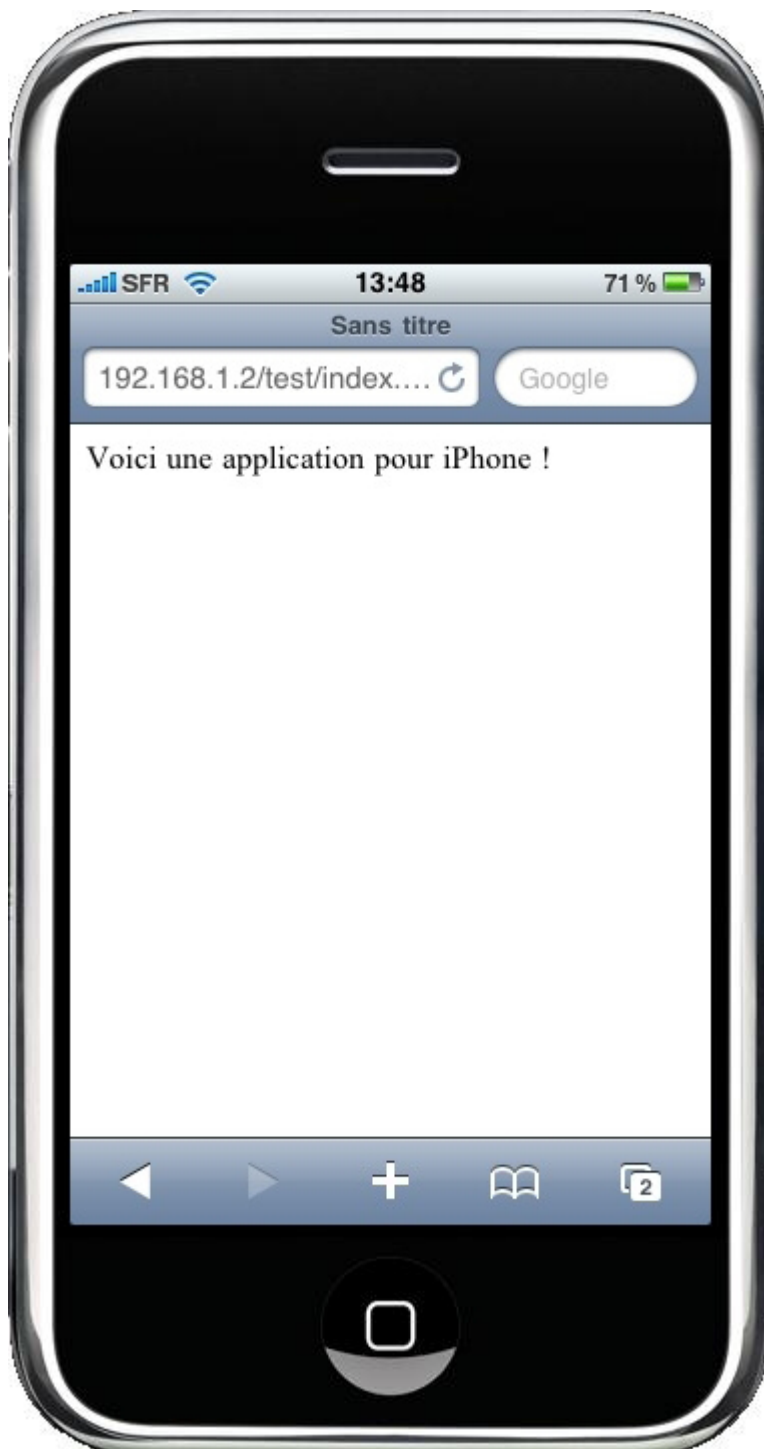 SFR 13:48 71 %
Sans titre
192.168.1.2/test/index.... Google
Voici une application pour iPhone !
2